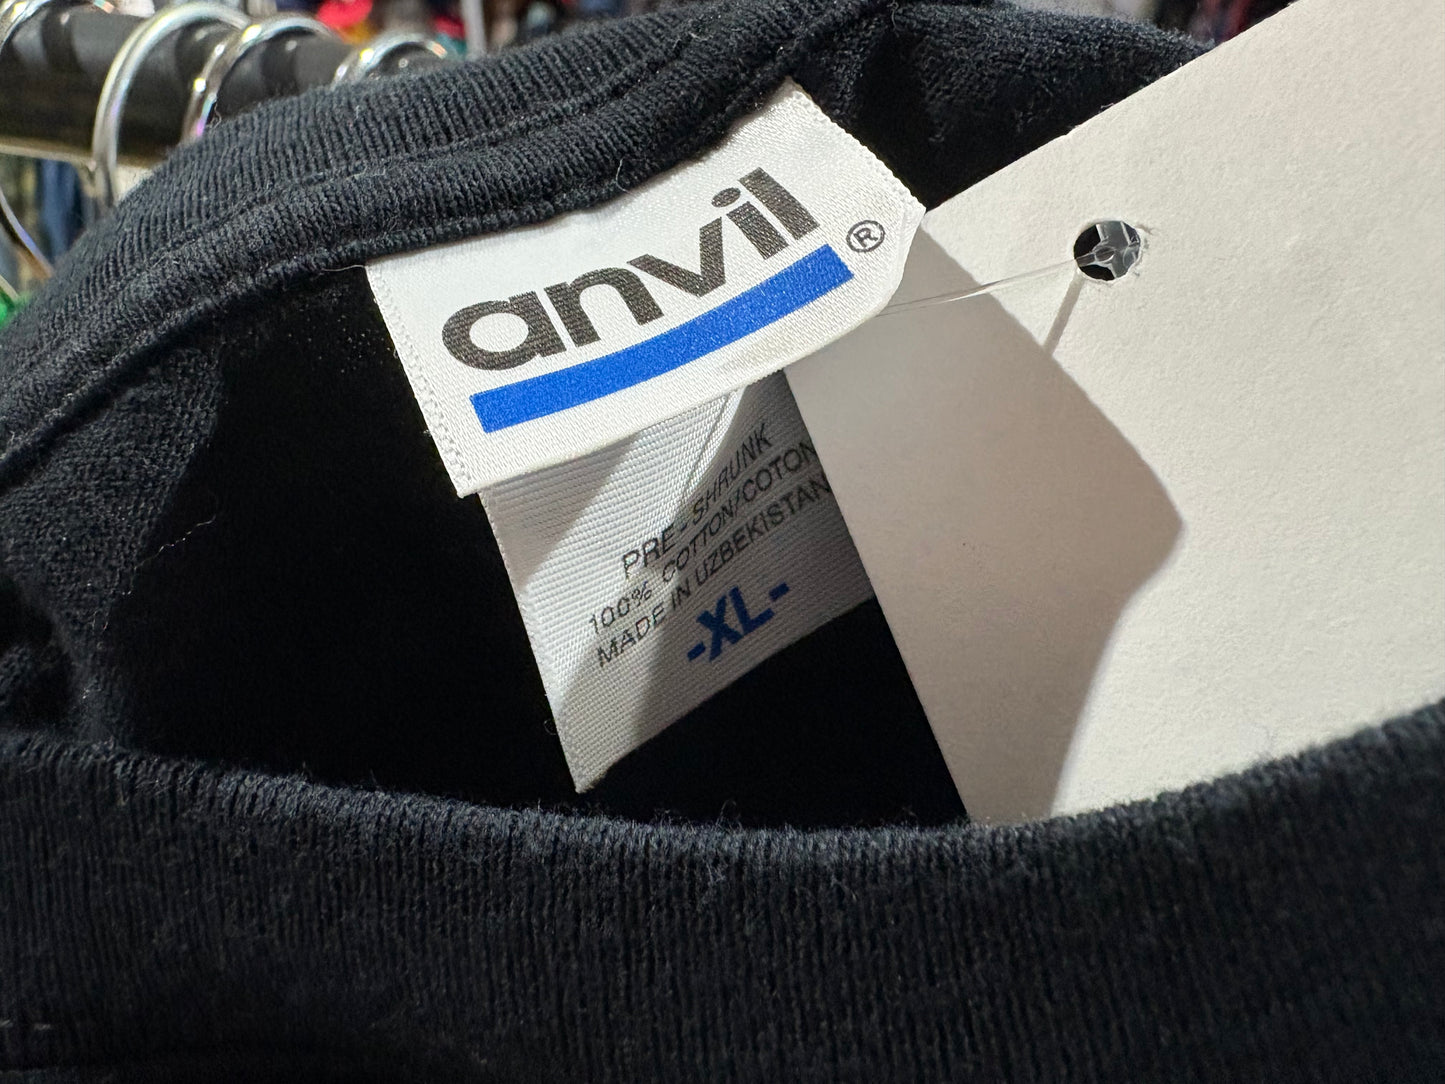 anvil®
PRE-SHRUNK
100% COTTON/COTON
MADE IN UZBEKISTAN
-XL-